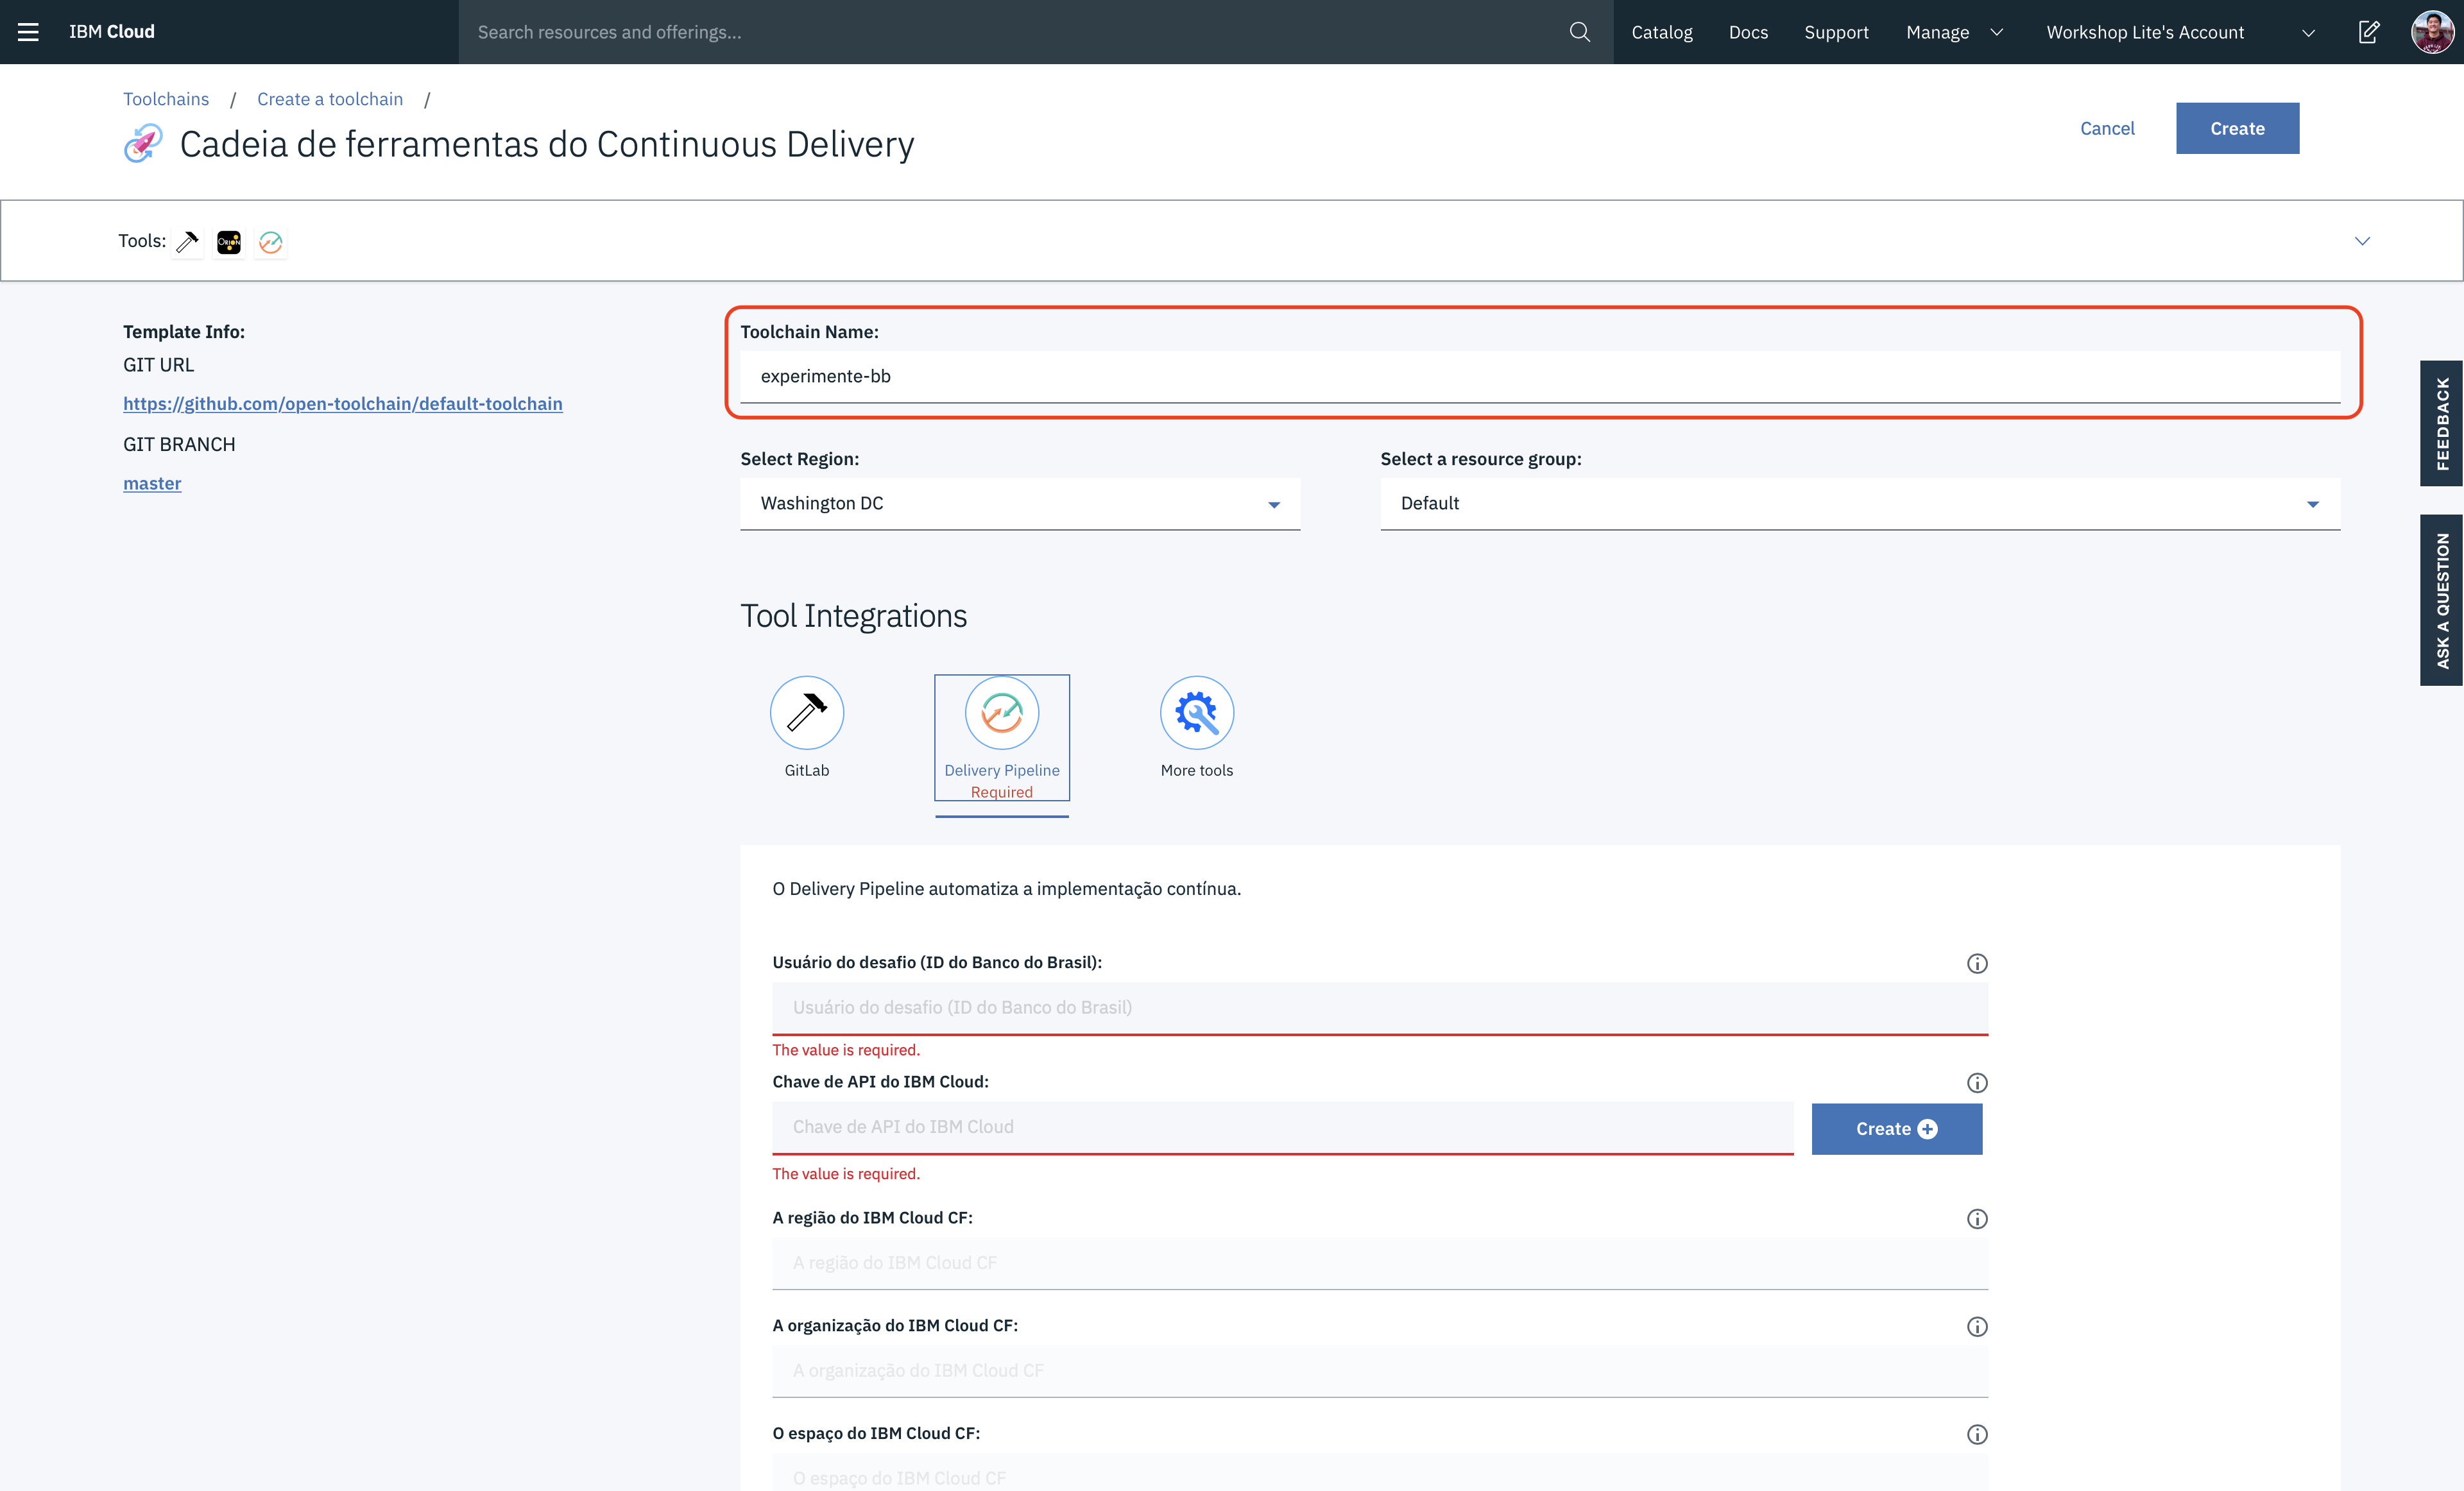 IBM Cloud
Search resources and offerings...
Catalog
Docs
Support
Manage
Workshop Lite's Account
Toolchains / Create a toolchain /
Cadeia de ferramentas do Continuous Delivery
Cancel
Create
Tools:
ORION
Template Info:
GIT URL
https://github.com/open-toolchain/default-toolchain
GIT BRANCH
master
Toolchain Name:
experimente-bb
Select Region:
Washington DC
Select a resource group:
Default
FEEDBACK
ASK A QUESTION
Tool Integrations
GitLab
Delivery Pipeline
Required
More tools
O Delivery Pipeline automatiza a implementação contínua.
Usuário do desafio (ID do Banco do Brasil):
Usuário do desafio (ID do Banco do Brasil)
The value is required.
Chave de API do IBM Cloud:
Chave de API do IBM Cloud
Create
The value is required.
A região do IBM Cloud CF:
A região do IBM Cloud CF
A organização do IBM Cloud CF:
A organização do IBM Cloud CF
O espaço do IBM Cloud CF:
O espaço do IBM Cloud CF